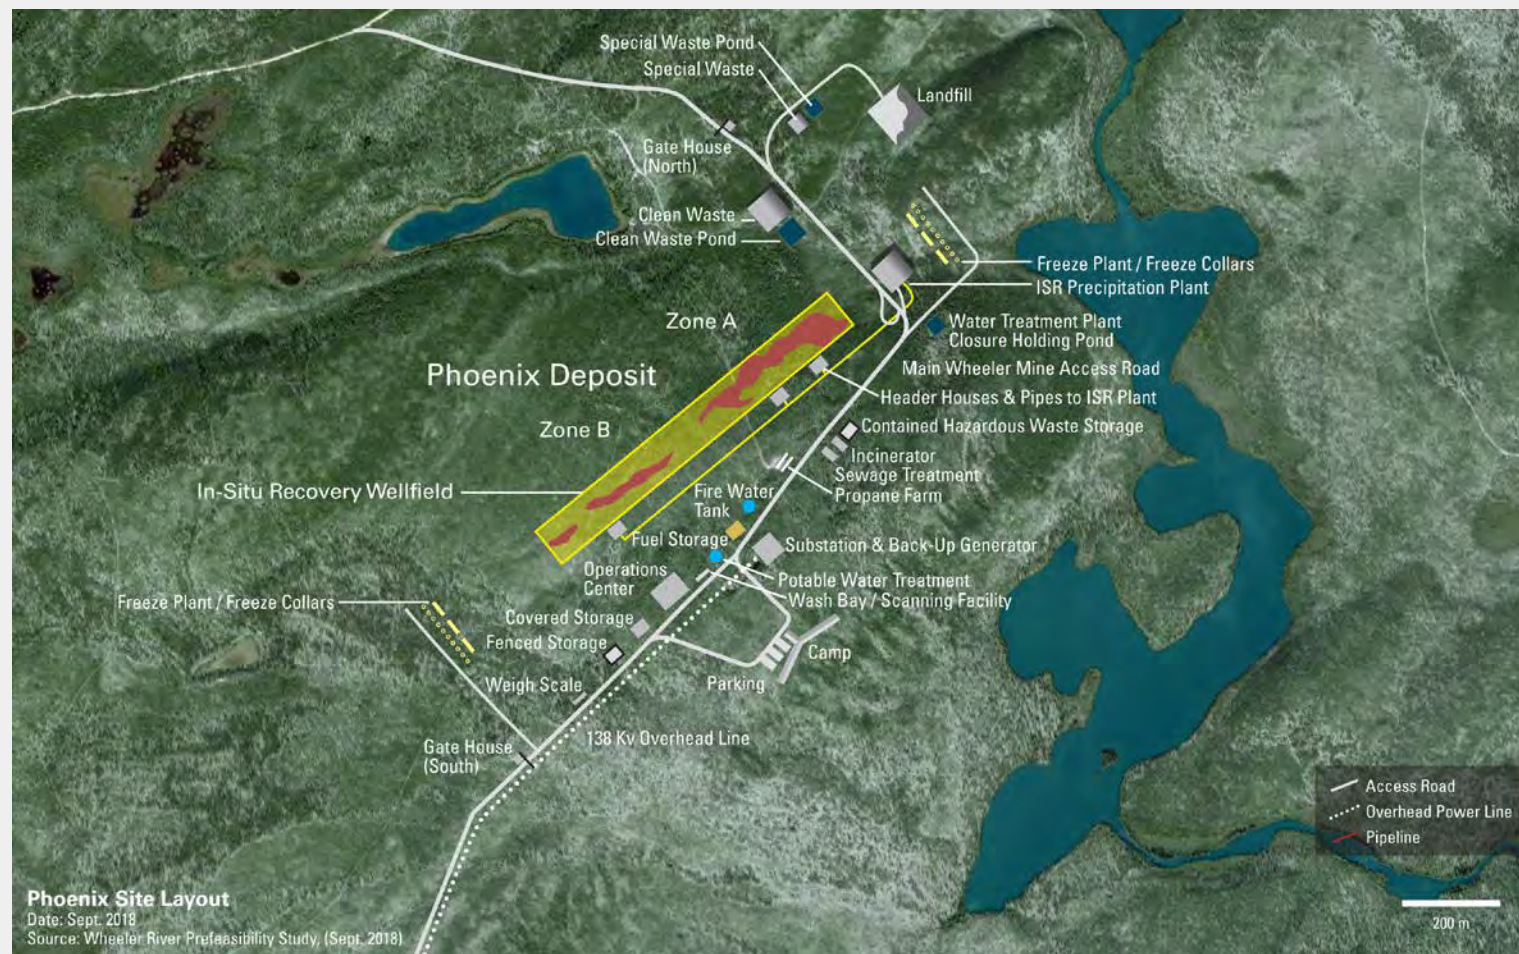 Special Waste Pond
Special Waste
Landfill
Gate House
(North)
Clean Waste
Clean Waste Pond
Freeze Plant / Freeze Collars
ISR Precipitation Plant
Zone A
Water Treatment Plant
Closure Holding Pond
Phoenix Deposit
Main Wheeler Mine Access Road
Header Houses & Pipes to ISR Plant
Zone B
Contained Hazardous Waste Storage
Incinerator
Sewage Treatment
Propane Farm
In-Situ Recovery Wellfield
Fire Water
Tank
Fuel Storage
Substation & Back-Up Generator
Operations
Center
Potable Water Treatment
Wash Bay / Scanning Facility
Freeze Plant / Freeze Collars
Covered Storage
Fenced Storage
Camp
Weigh Scale
Parking
138 Kv Overhead Line
Gate House
(South)
Access Road
Overhead Power Line
Pipeline
Phoenix Site Layout
Date: Sept. 2018
Source: Wheeler River Prefeasibility Study, (Sept. 2018)
200 m